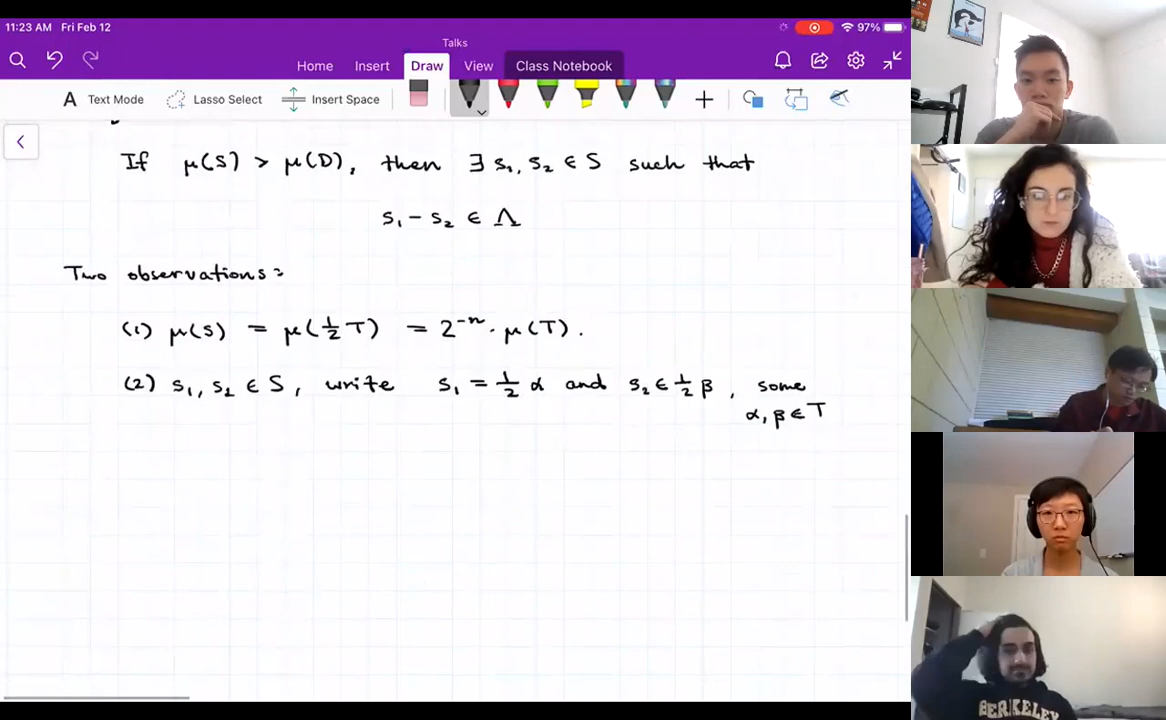 11:23 AM Fri Feb 12
97%
Talks
Home Insert Draw View Class Notebook
Text Mode Lasso Select Insert Space
If μ(S) > μ(D), then ∃ s₁, s₂ ∈ S such that
s₁ - s₂ ∈ Λ
Two observations:
(1) μ(S) = μ(½T) = 2⁻ⁿ · μ(T).
(2) s₁, s₂ ∈ S, write s₁ = ½ α and s₂ ∈ ½ β, some
α, β ∈ T
BERKELEY